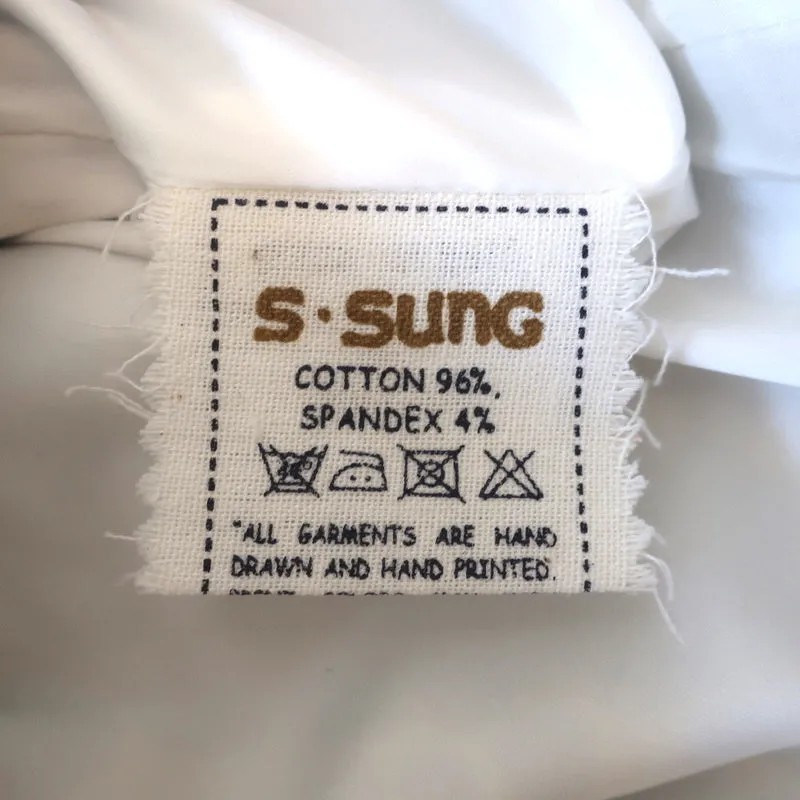 S·SUNG
COTTON 96%,
SPANDEX 4%
"ALL GARMENTS ARE HAND
DRAWN AND HAND PRINTED.